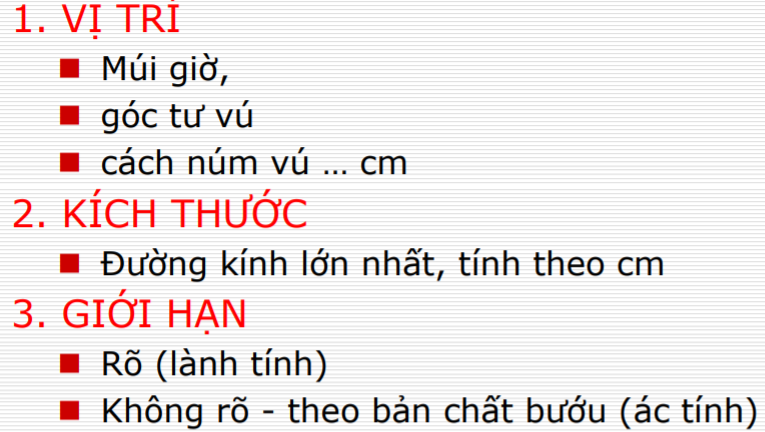 1. VỊ TRÍ
Múi giờ,
góc tư vú
cách núm vú ... cm
2. KÍCH THƯỚC
Đường kính lớn nhất, tính theo cm
3. GIỚI HẠN
Rõ (lành tính)
Không rõ - theo bản chất bướu (ác tính)